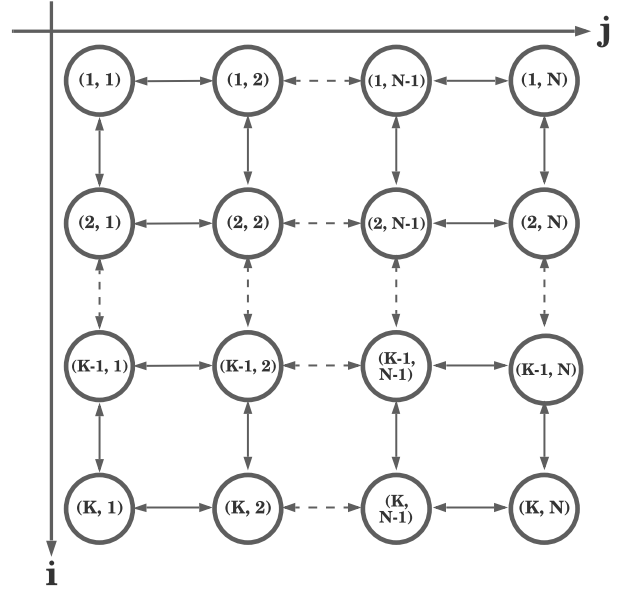 j
(1, 1)
(1, 2)
(1, N-1)
(1, N)
(2, 1)
(2, 2)
(2, N-1)
(2, N)
(K-1, 1)
(K-1, 2)
(K-1,
N-1)
(K-1, N)
(K, 1)
(K, 2)
(K,
N-1)
(K, N)
i